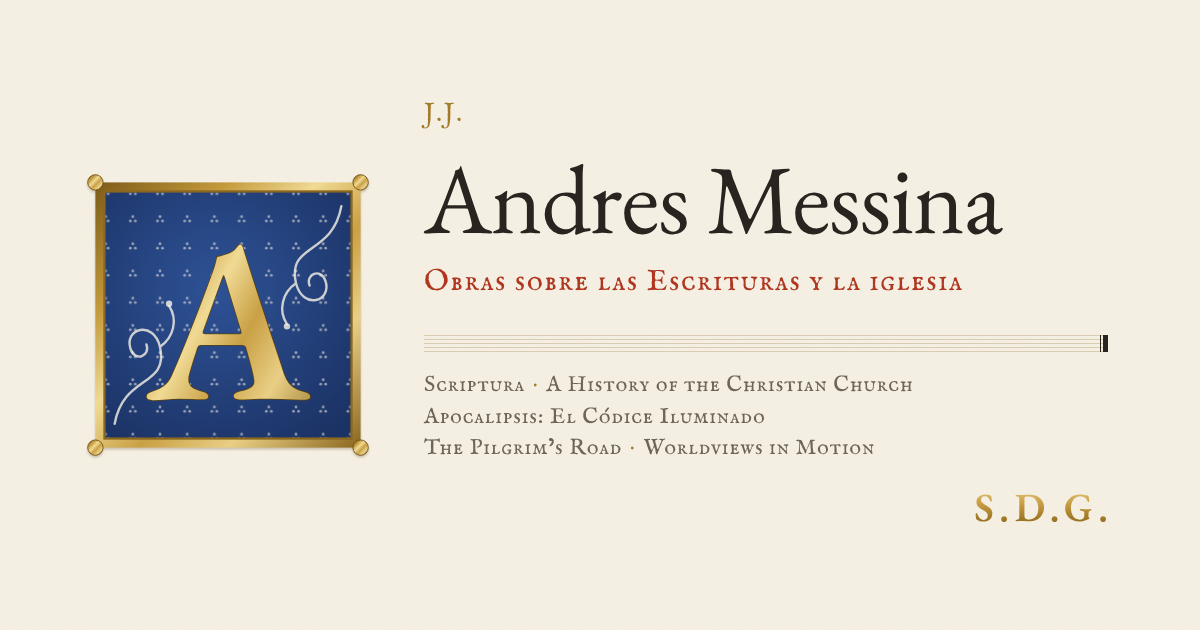 J.J.
A
Andres Messina
Obras sobre las Escrituras y la iglesia
Scriptura · A History of the Christian Church
Apocalipsis: El Códice Iluminado
The Pilgrim’s Road · Worldviews in Motion
S.D.G.